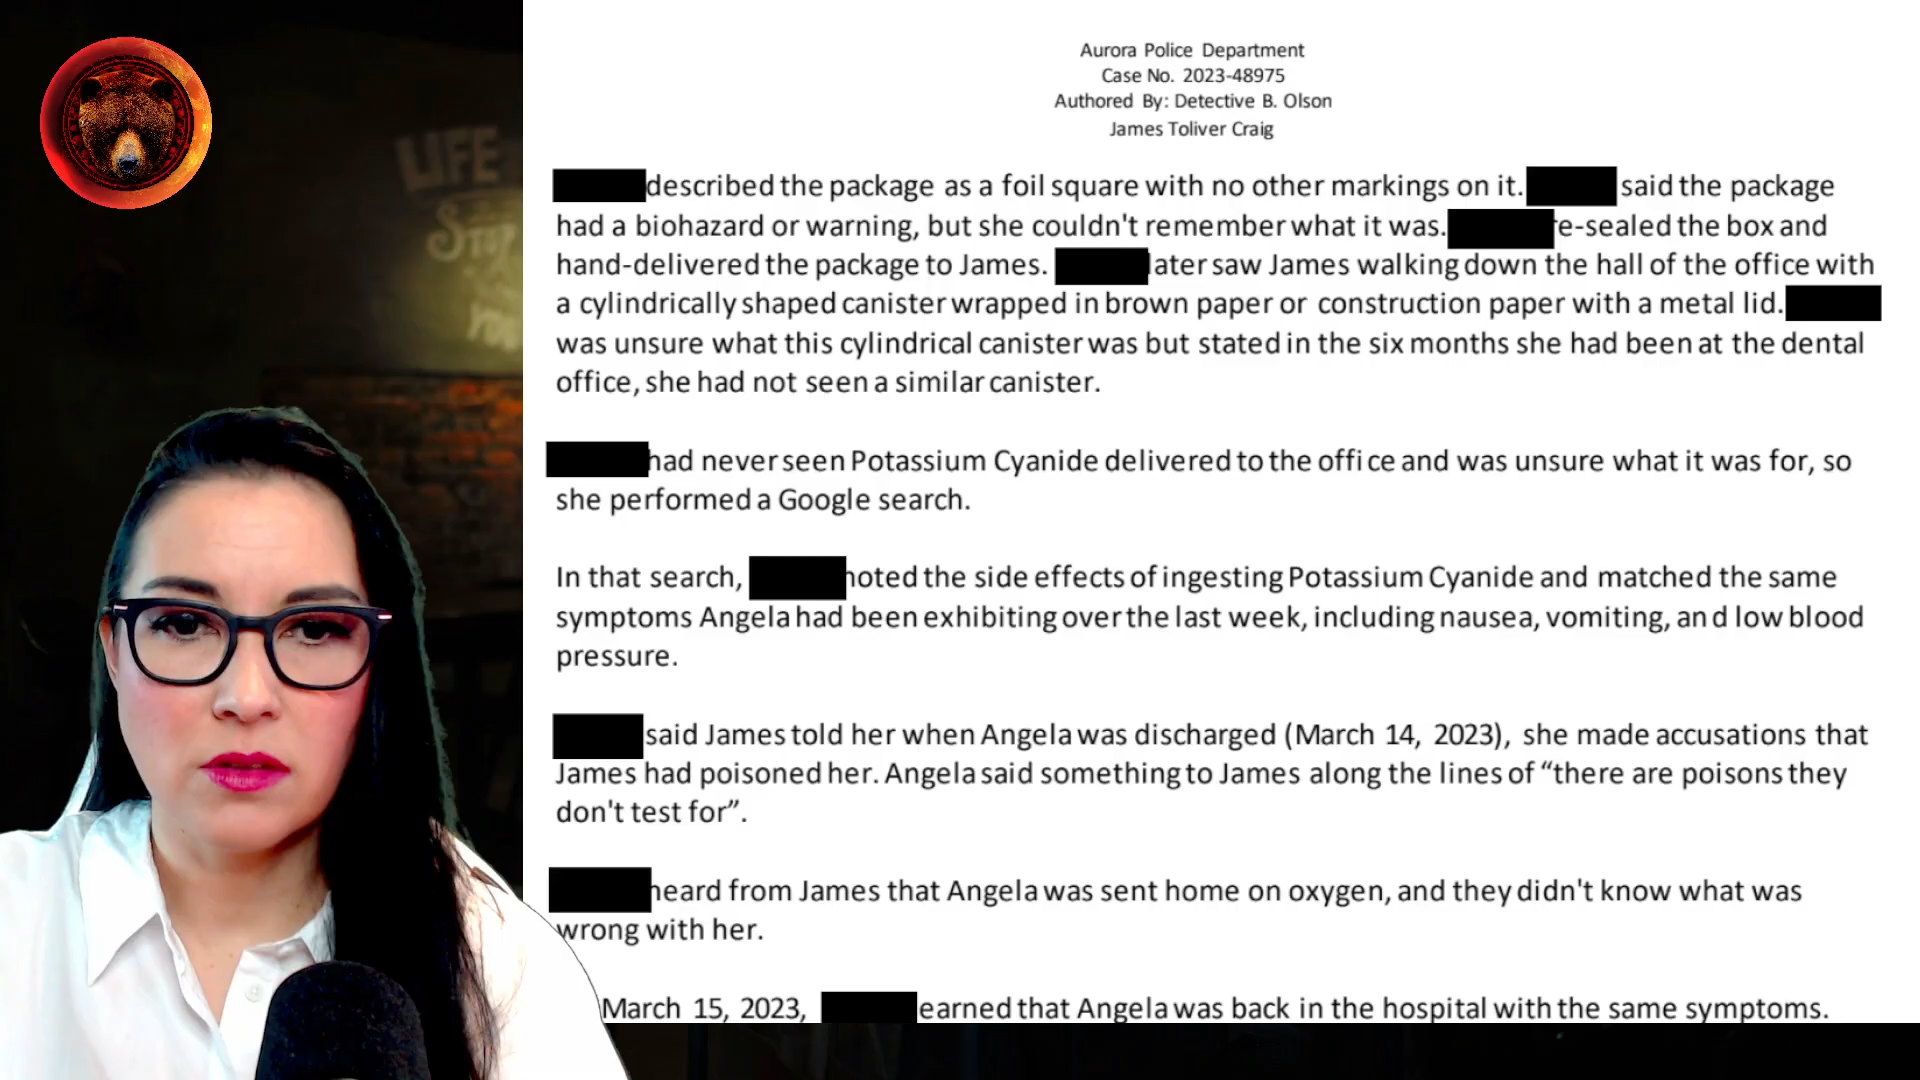 LIFE
Aurora Police Department
Case No. 2023-48975
Authored By: Detective B. Olson
James Toliver Craig
described the package as a foil square with no other markings on it. said the package
had a biohazard or warning, but she couldn't remember what it was. e-sealed the box and
hand-delivered the package to James. ater saw James walking down the hall of the office with
a cylindrically shaped canister wrapped in brown paper or construction paper with a metal lid.
was unsure what this cylindrical canister was but stated in the six months she had been at the dental
office, she had not seen a similar canister.
had never seen Potassium Cyanide delivered to the office and was unsure what it was for, so
she performed a Google search.
In that search, noted the side effects of ingesting Potassium Cyanide and matched the same
symptoms Angela had been exhibiting over the last week, including nausea, vomiting, and low blood
pressure.
said James told her when Angela was discharged (March 14, 2023), she made accusations that
James had poisoned her. Angela said something to James along the lines of “there are poisons they
don't test for”.
heard from James that Angela was sent home on oxygen, and they didn't know what was
wrong with her.
March 15, 2023, earned that Angela was back in the hospital with the same symptoms.